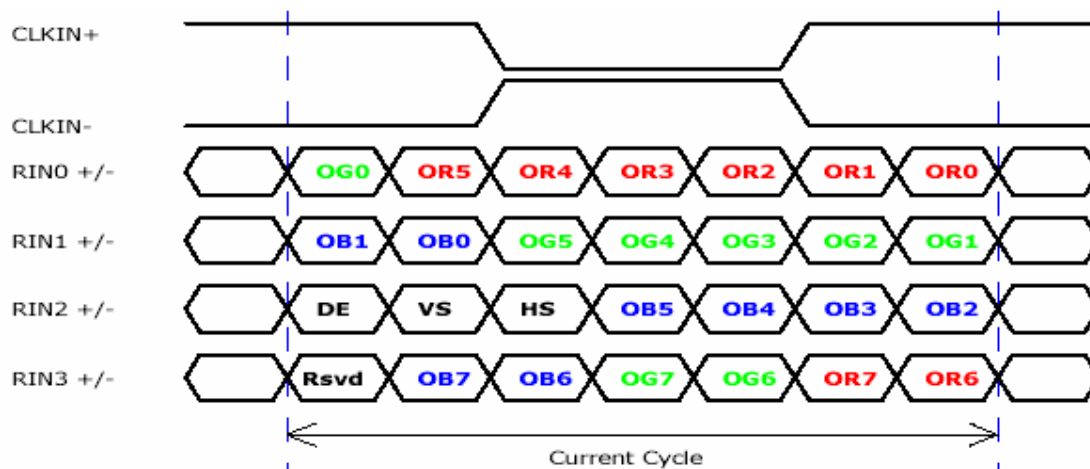 CLKIN+
CLKIN-
RIN0 +/- OG0 OR5 OR4 OR3 OR2 OR1 OR0
RIN1 +/- OB1 OB0 OG5 OG4 OG3 OG2 OG1
RIN2 +/- DE VS HS OB5 OB4 OB3 OB2
RIN3 +/- Rsvd OB7 OB6 OG7 OG6 OR7 OR6
Current Cycle